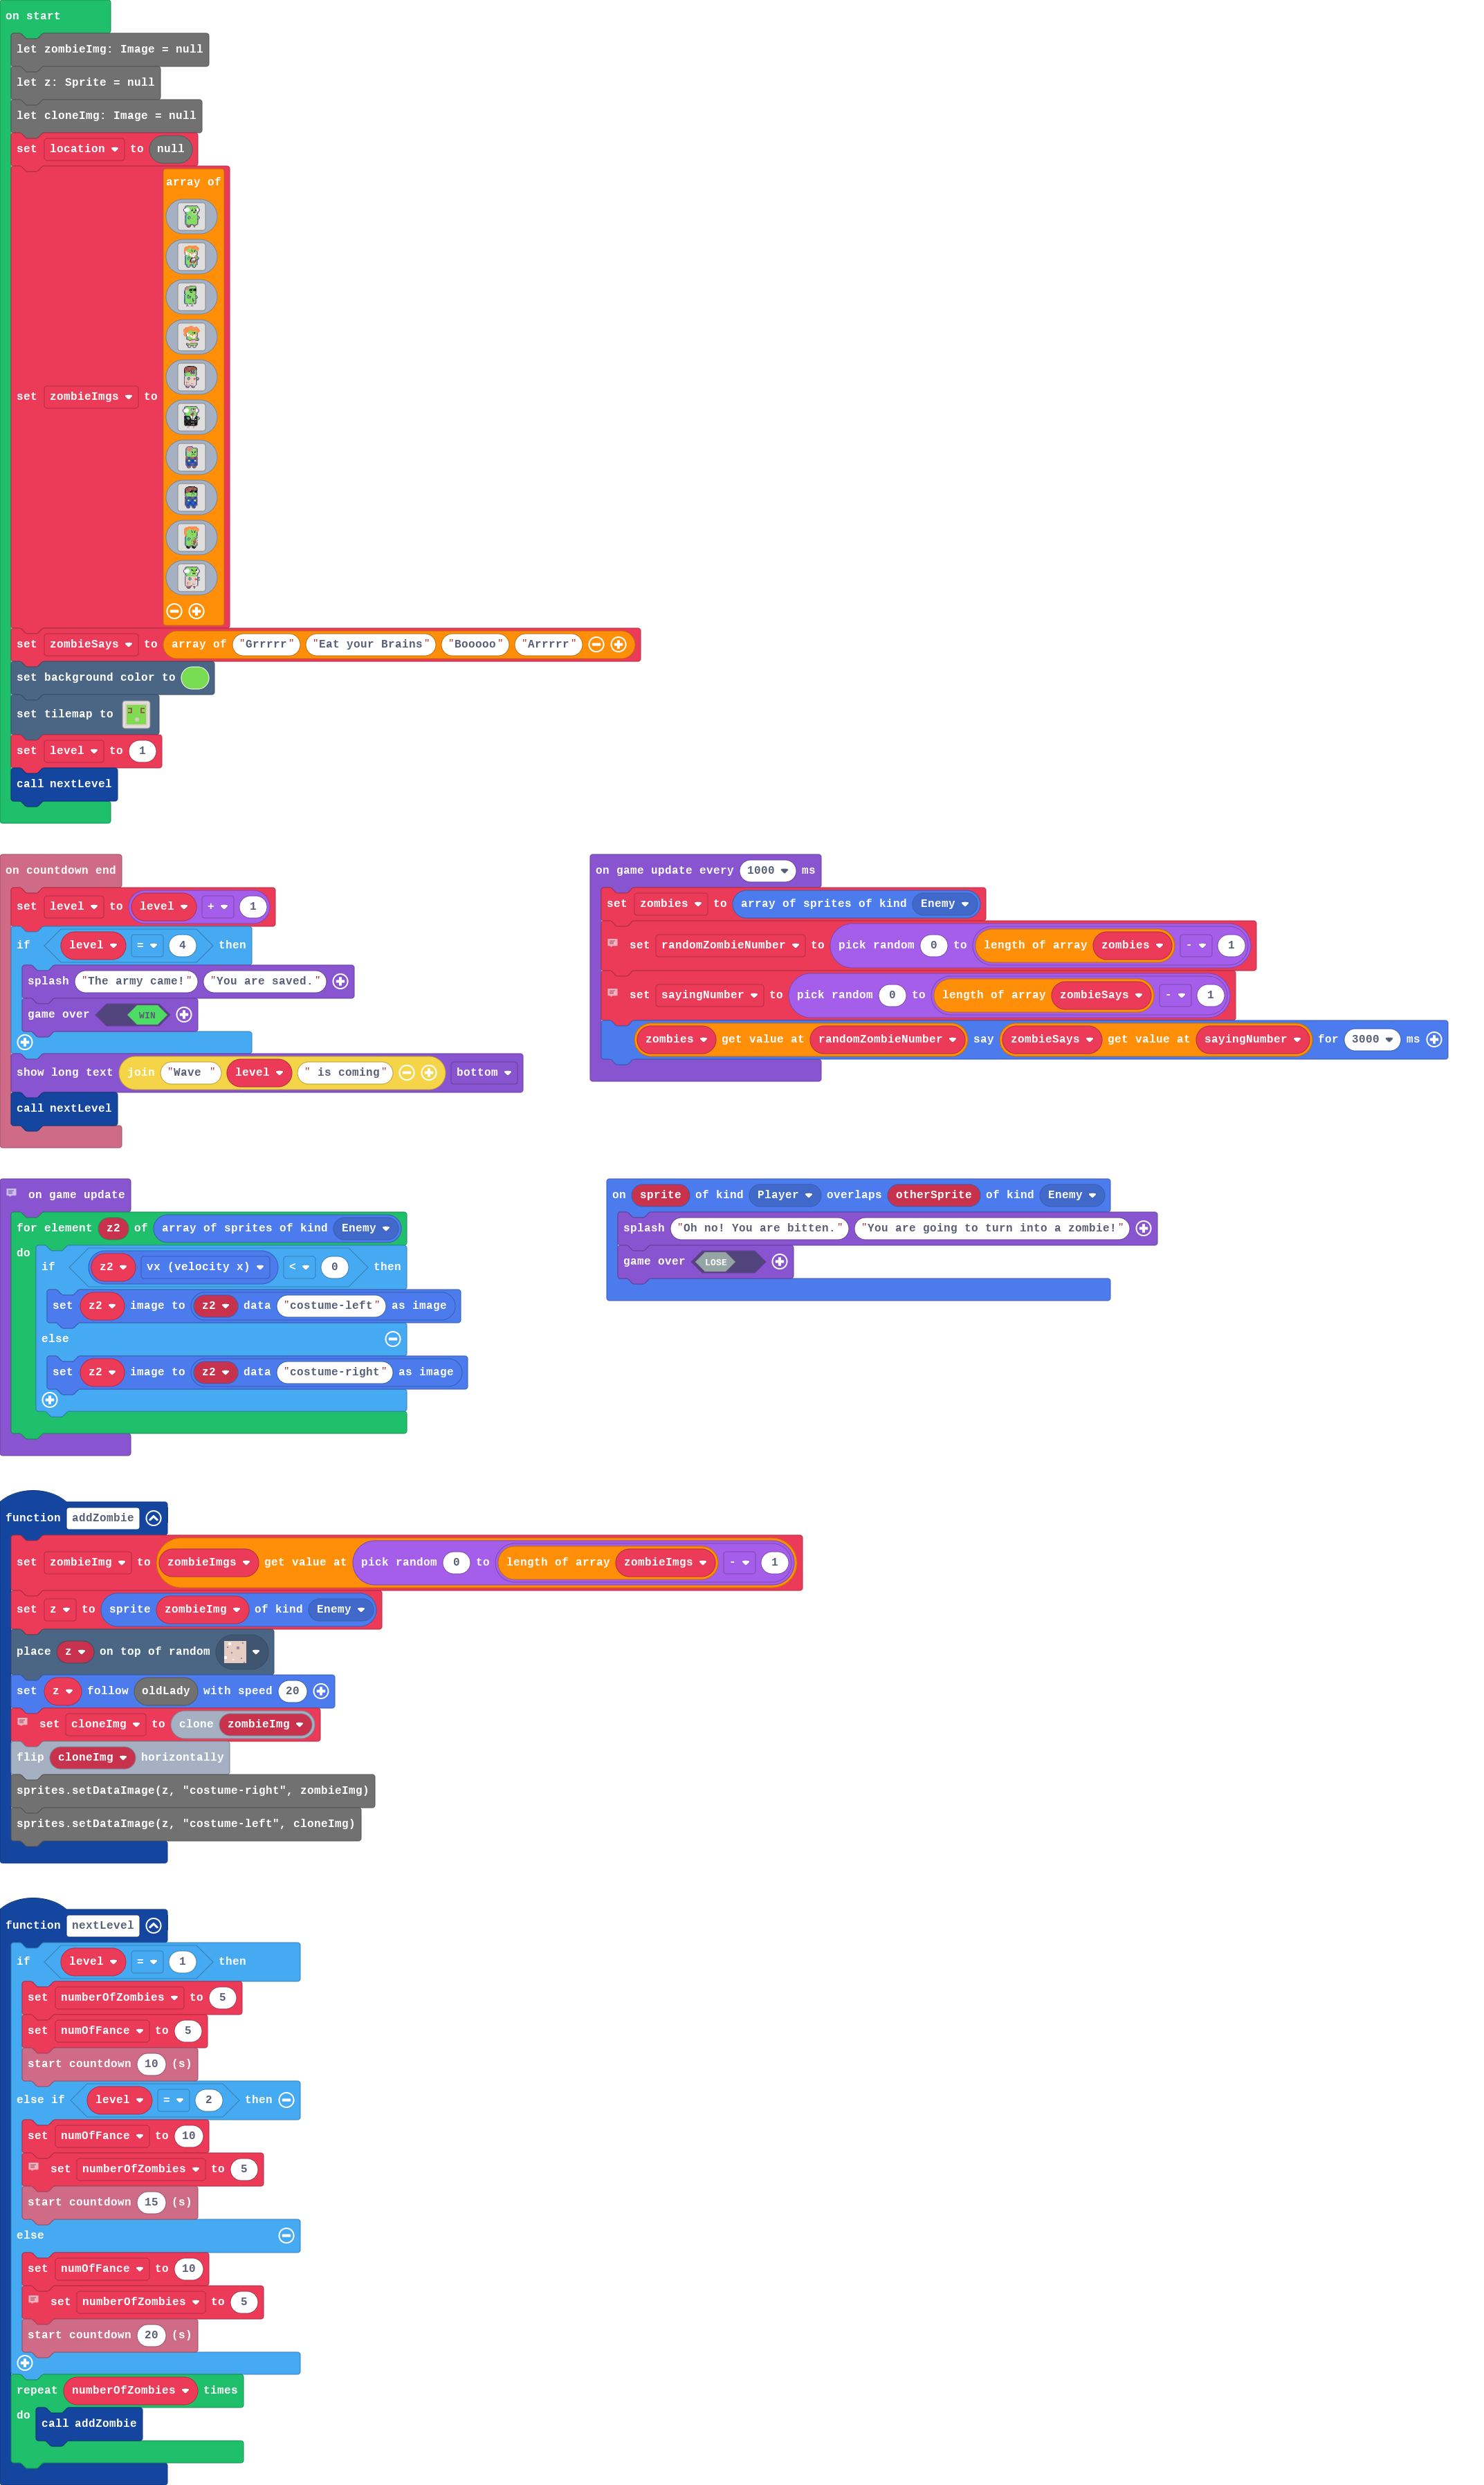 on start
let zombieImg: Image = null
let z: Sprite = null
let cloneImg: Image = null
set location to null
array of
set zombieImgs to
set zombieSays to array of "Grrrrr" "Eat your Brains" "Booooo" "Arrrrr"
set background color to
set tilemap to
set level to 1
call nextLevel
on countdown end
set level to level + 1
if level = 4 then
splash "The army came!" "You are saved."
game over WIN
show long text join "Wave " level " is coming" bottom
call nextLevel
on game update every 1000 ms
set zombies to array of sprites of kind Enemy
set randomZombieNumber to pick random 0 to length of array zombies - 1
set sayingNumber to pick random 0 to length of array zombieSays - 1
zombies get value at randomZombieNumber say zombieSays get value at sayingNumber for 3000 ms
on game update
for element z2 of array of sprites of kind Enemy
do
if z2 vx (velocity x) < 0 then
set z2 image to z2 data "costume-left" as image
else
set z2 image to z2 data "costume-right" as image
on sprite of kind Player overlaps otherSprite of kind Enemy
splash "Oh no! You are bitten." "You are going to turn into a zombie!"
game over LOSE
function addZombie
set zombieImg to zombieImgs get value at pick random 0 to length of array zombieImgs - 1
set z to sprite zombieImg of kind Enemy
place z on top of random
set z follow oldLady with speed 20
set cloneImg to clone zombieImg
flip cloneImg horizontally
sprites.setDataImage(z, "costume-right", zombieImg)
sprites.setDataImage(z, "costume-left", cloneImg)
function nextLevel
if level = 1 then
set numberOfZombies to 5
set numOfFance to 5
start countdown 10 (s)
else if level = 2 then
set numOfFance to 10
set numberOfZombies to 5
start countdown 15 (s)
else
set numOfFance to 10
set numberOfZombies to 5
start countdown 20 (s)
repeat numberOfZombies times
do
call addZombie